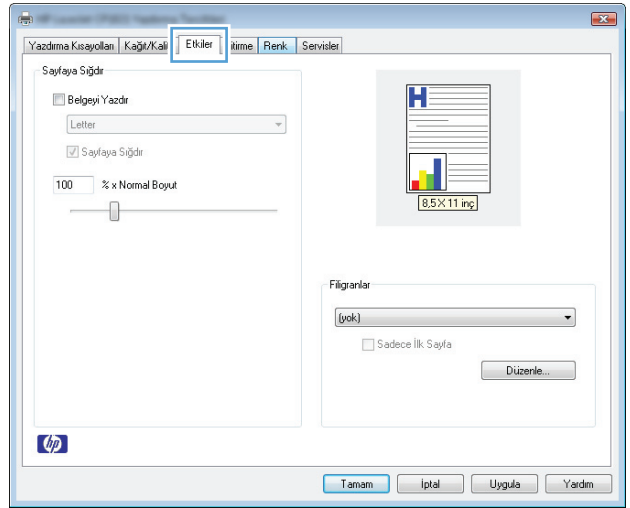 Yazdırma Kısayolları
Kağıt/Kali
Etkiler
itirme
Renk
Servisler
Sayfaya Sığdır
Belgeyi Yazdır
Letter
Sayfaya Sığdır
100 % x Normal Boyut
H
8,5 X 11 inç
Filigranlar
(yok)
Sadece İlk Sayfa
Düzenle...
hp
Tamam
İptal
Uygula
Yardım